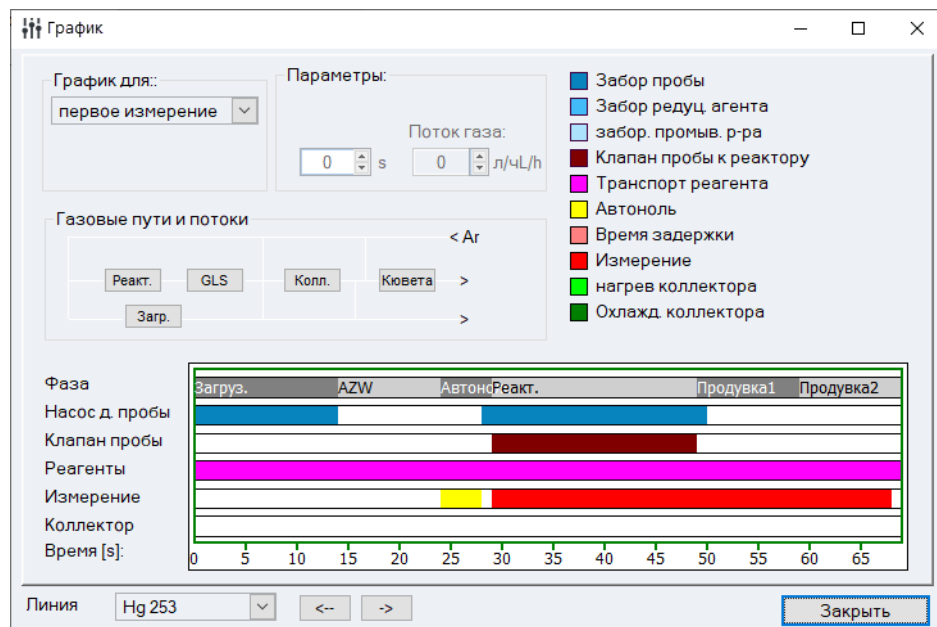 График
График для::
первое измерение
Параметры:
Поток газа:
0 s 0 л/чL/h
Забор пробы
Забор редуц. агента
забор. промыв. р-ра
Клапан пробы к реактору
Транспорт реагента
Автоноль
Время задержки
Измерение
нагрев коллектора
Охлажд. коллектора
Газовые пути и потоки
< Ar
Реакт. GLS Колл. Кювета >
Загр. >
Фаза Загруз. AZW Автонс Реакт. Продувка1 Продувка2
Насос д. пробы
Клапан пробы
Реагенты
Измерение
Коллектор
Время [s]: 0 5 10 15 20 25 30 35 40 45 50 55 60 65
Линия Hg 253 <-- -> Закрыть